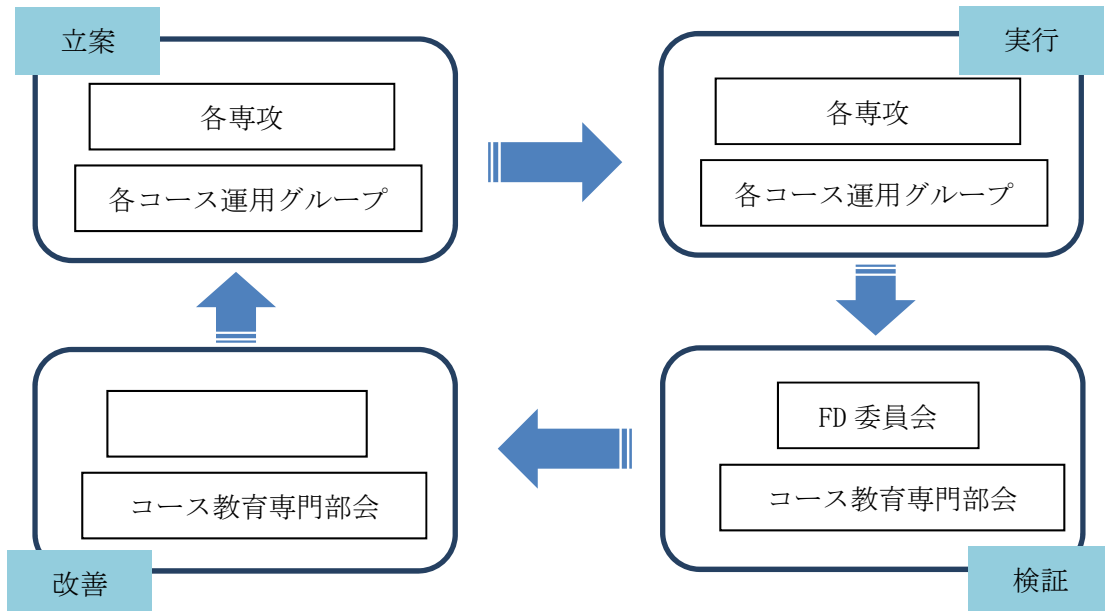 立案
各専攻
各コース運用グループ
実行
各専攻
各コース運用グループ
コース教育専門部会
改善
FD 委員会
コース教育専門部会
検証